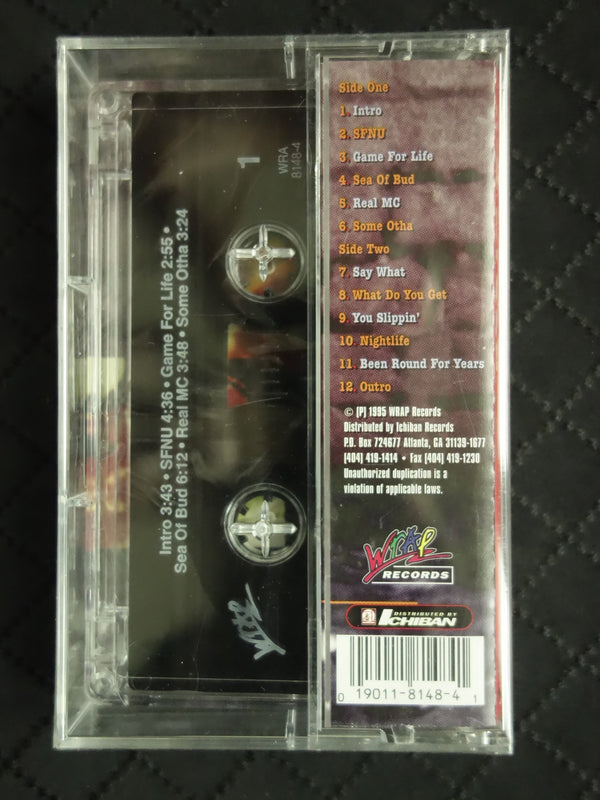 Side One
1. Intro
2. SFNU
3. Game For Life
4. Sea Of Bud
5. Real MC
6. Some Otha
Side Two
7. Say What
8. What Do You Get
9. You Slippin'
10. Nightlife
11. Been Round For Years
12. Outro
© (P) 1995 WRAP Records
Distributed by Ichiban Records
P.O. Box 724677 Atlanta, GA 31139-1677
(404) 419-1414 • Fax (404) 419-1230
Unauthorized duplication is a
violation of applicable laws.
WRAP
RECORDS
DISTRIBUTED BY
ICHIBAN
0 19011-8148-4 1
1
WRA
8148-4
Intro 3:43 • SFNU 4:36 • Game For Life 2:55 •
Sea Of Bud 6:12 • Real MC 3:48 • Some Otha 3:24
WRAP